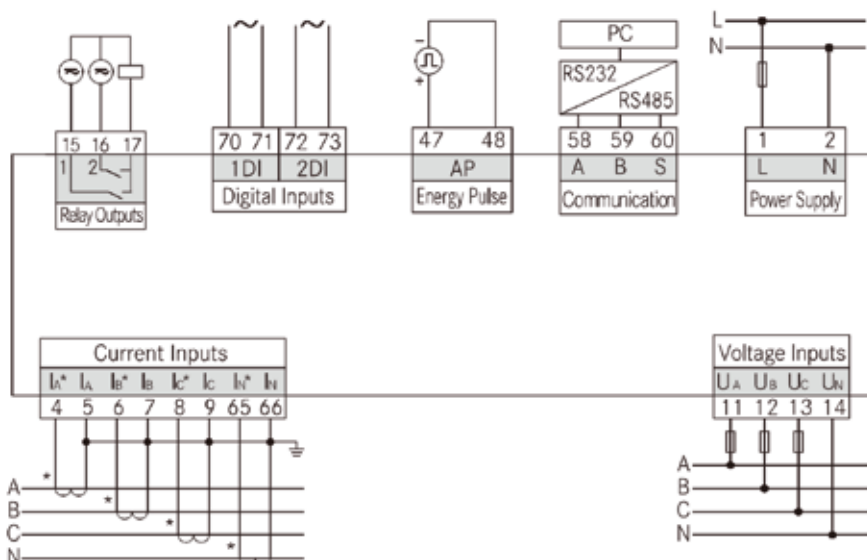 L
N
PC
RS232
RS485
15 16 17
1 2
Relay Outputs
70 71 72 73
1DI 2DI
Digital Inputs
47 48
AP
Energy Pulse
58 59 60
A B S
Communication
1 2
L N
Power Supply
Current Inputs
IA* IA IB* IB IC* IC IN* IN
4 5 6 7 8 9 65 66
A
B
C
N
Voltage Inputs
UA UB UC UN
11 12 13 14
A
B
C
N